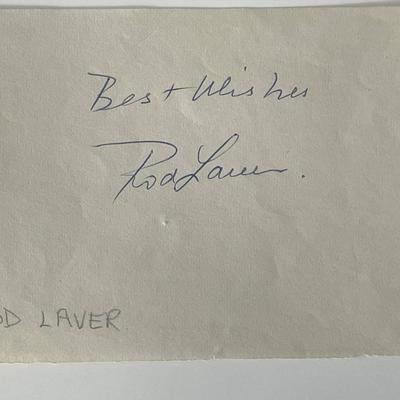 Best Wishes
Rod Laver.
OD LAVER